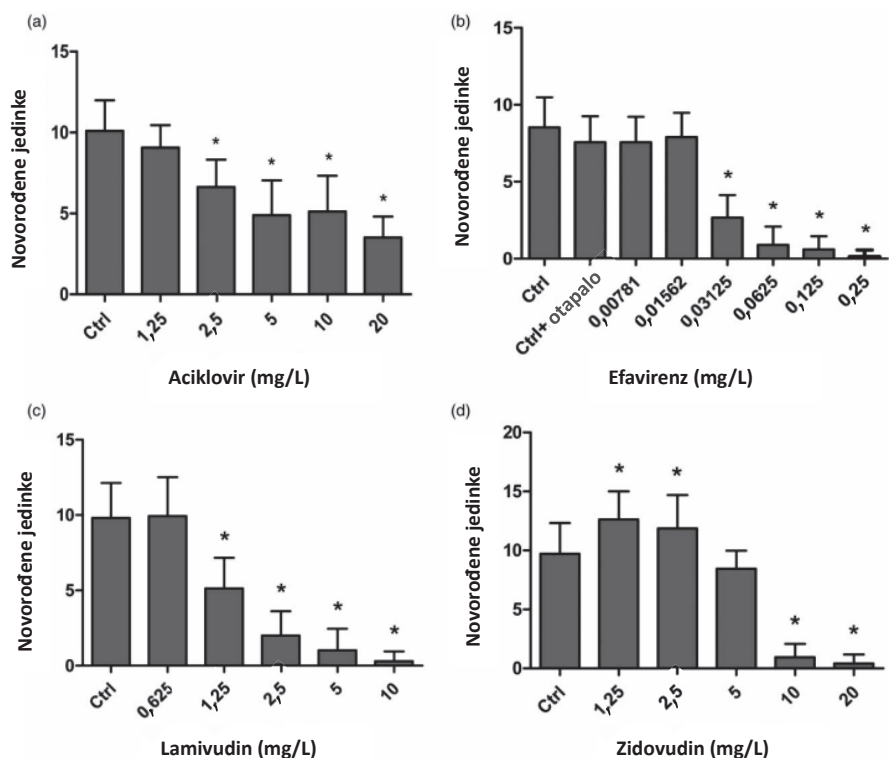 (a)
15
10
5
0
Novorođene jedinke
* * * *
Ctrl 1,25 2,5 5 10 20
Aciklovir (mg/L)
(b)
15
10
5
0
Novorođene jedinke
* * * *
Ctrl Ctrl+ otapalo 0,00781 0,01562 0,03125 0,0625 0,125 0,25
Efavirenz (mg/L)
(c)
15
10
5
0
Novorođene jedinke
* * * *
Ctrl 0,625 1,25 2,5 5 10
Lamivudin (mg/L)
(d)
20
15
10
5
0
Novorođene jedinke
* * * *
Ctrl 1,25 2,5 5 10 20
Zidovudin (mg/L)